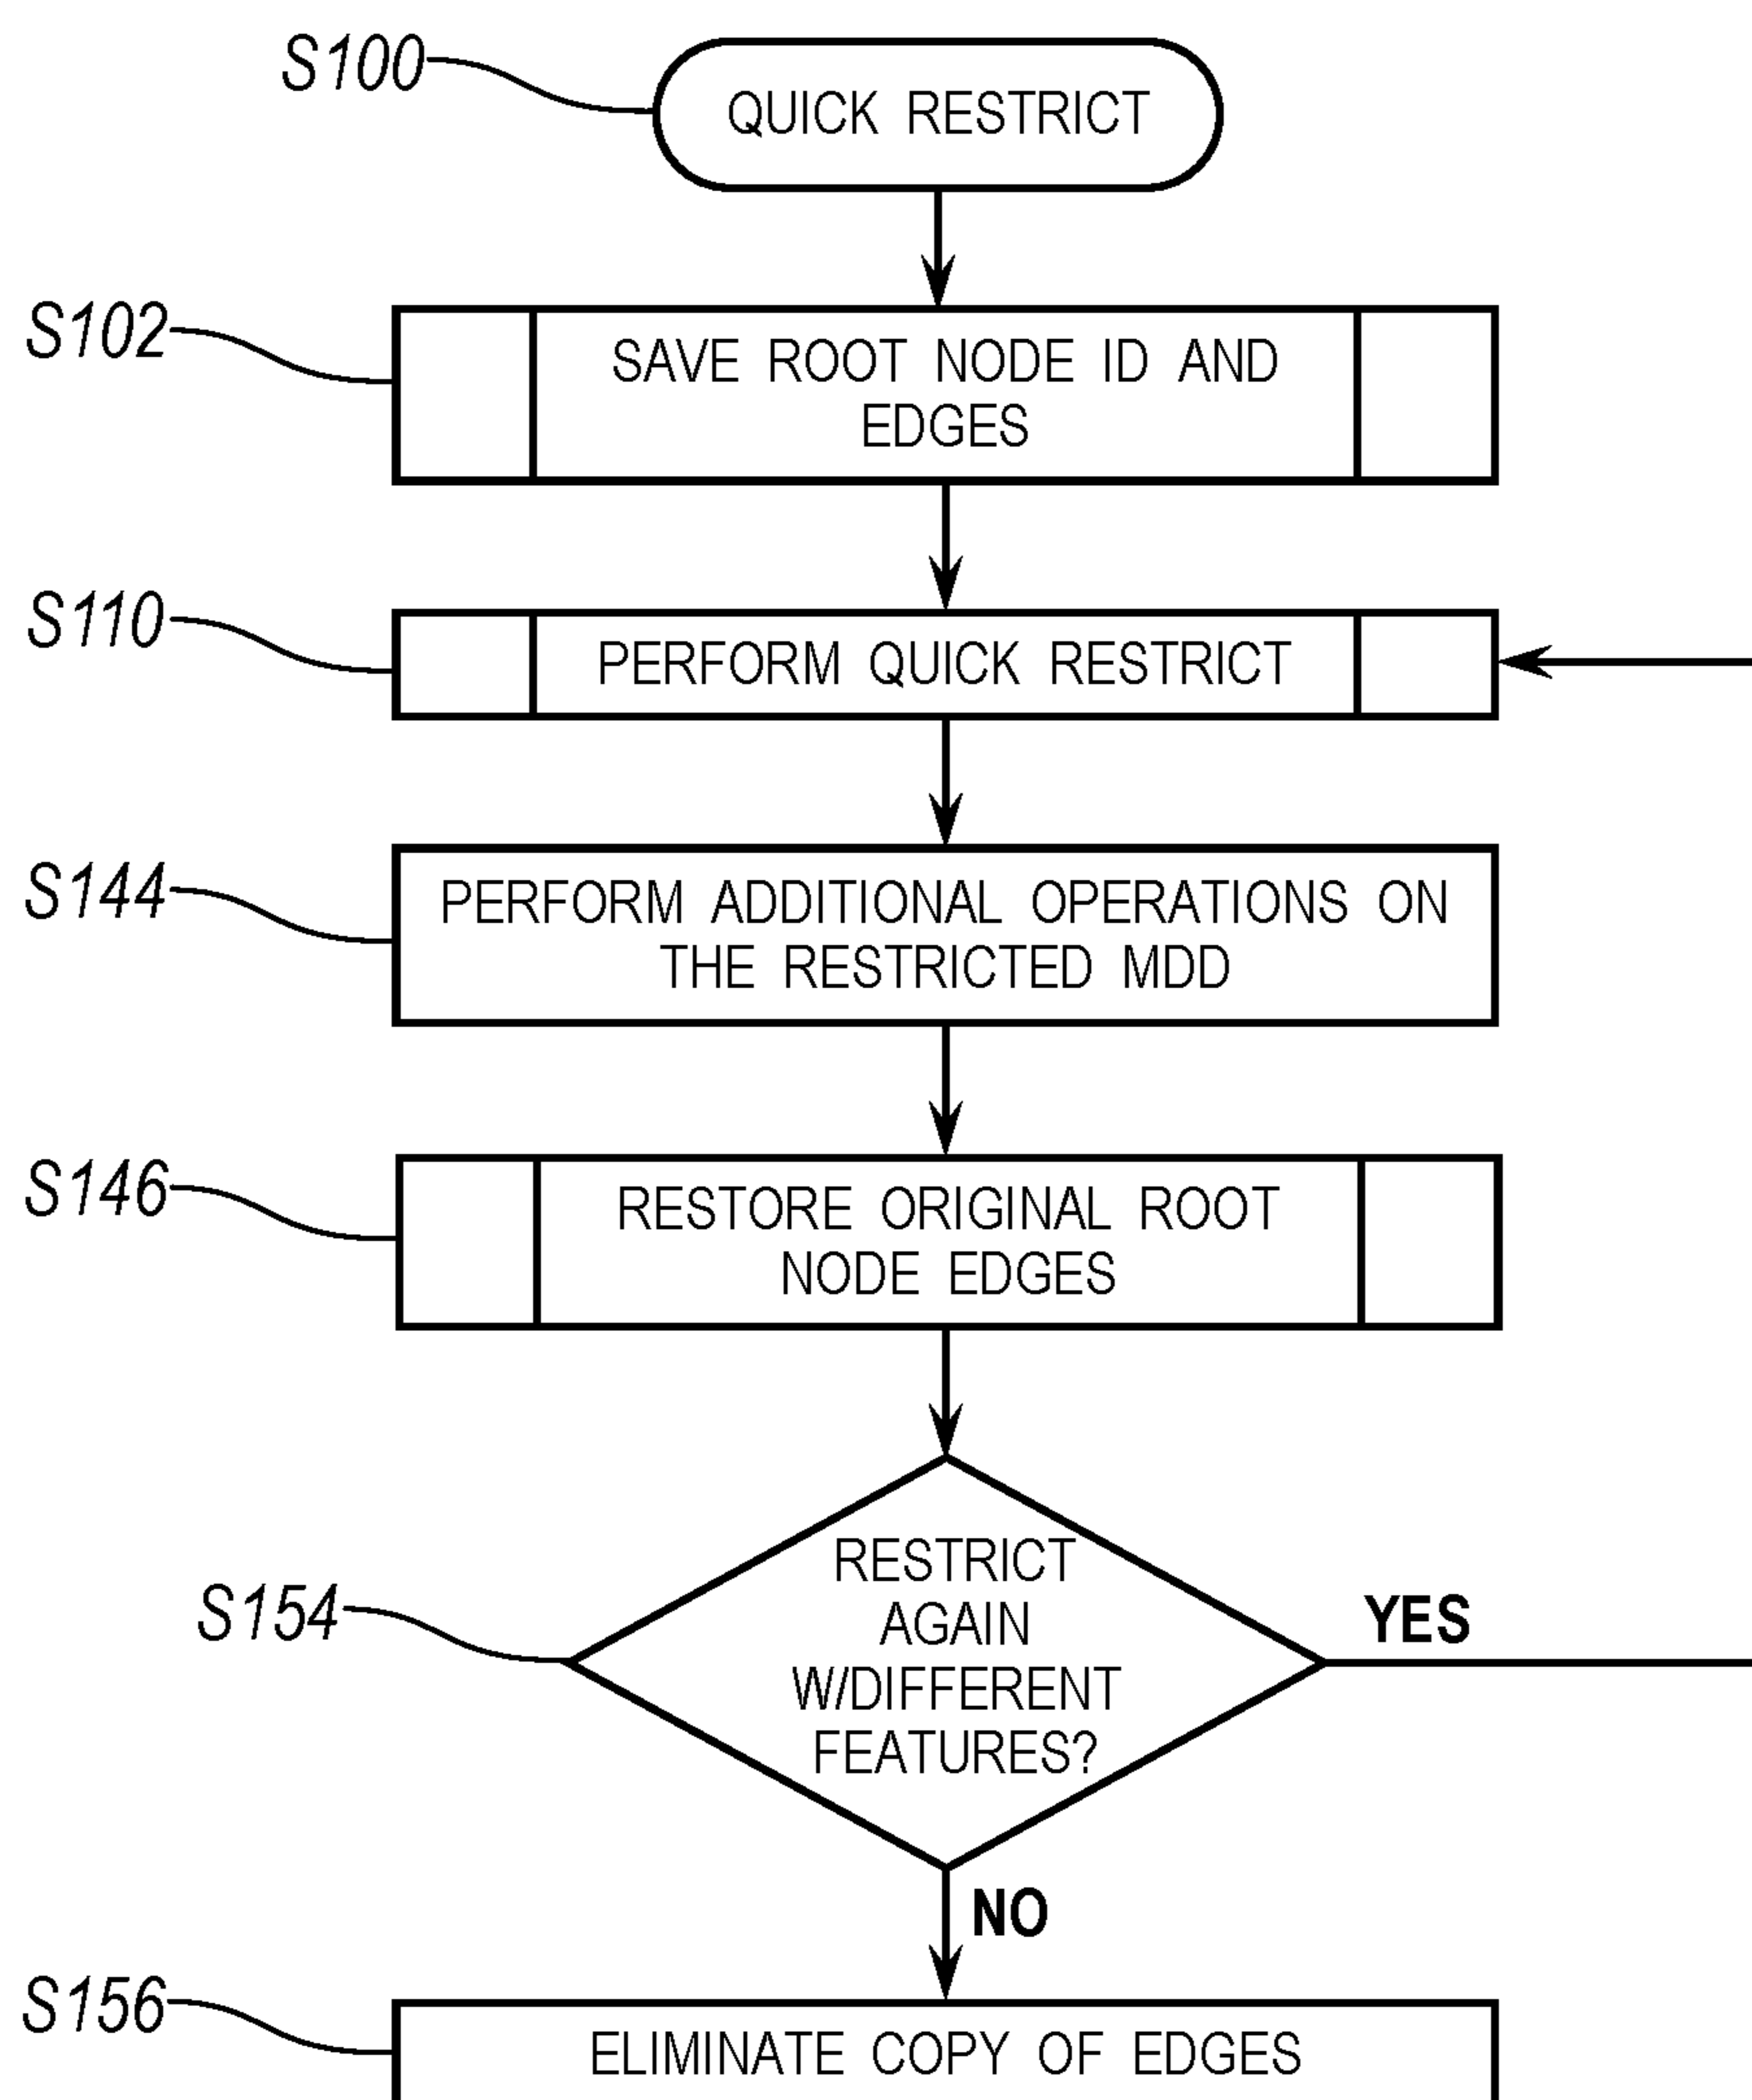 S100
QUICK RESTRICT
S102
SAVE ROOT NODE ID AND
EDGES
S110
PERFORM QUICK RESTRICT
S144
PERFORM ADDITIONAL OPERATIONS ON
THE RESTRICTED MDD
S146
RESTORE ORIGINAL ROOT
NODE EDGES
S154
RESTRICT
AGAIN
W/DIFFERENT
FEATURES?
YES
NO
S156
ELIMINATE COPY OF EDGES